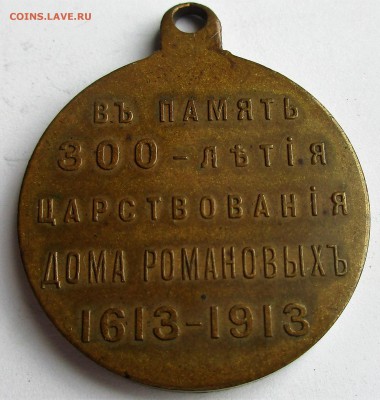 COINS.LAVE.RU
ВЪ ПАМЯТЬ
300-лѢтІя
ЦАРСТВОВАНІЯ
ДОМА РОМАНОВЫХЪ
1613-1913